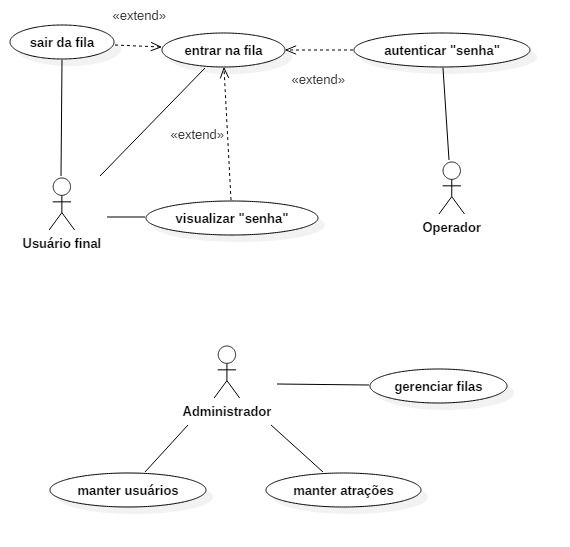 «extend»
sair da fila
entrar na fila
autenticar "senha"
«extend»
«extend»
visualizar "senha"
Usuário final
Operador
Administrador
gerenciar filas
manter usuários
manter atrações